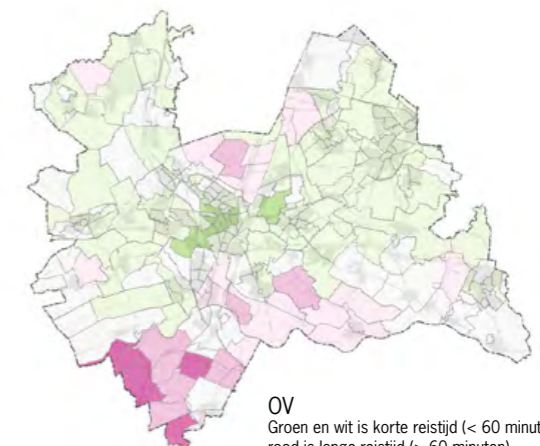 OV
Groen en wit is korte reistijd (< 60 minut
rood is lange reistijd (> 60 minuten)